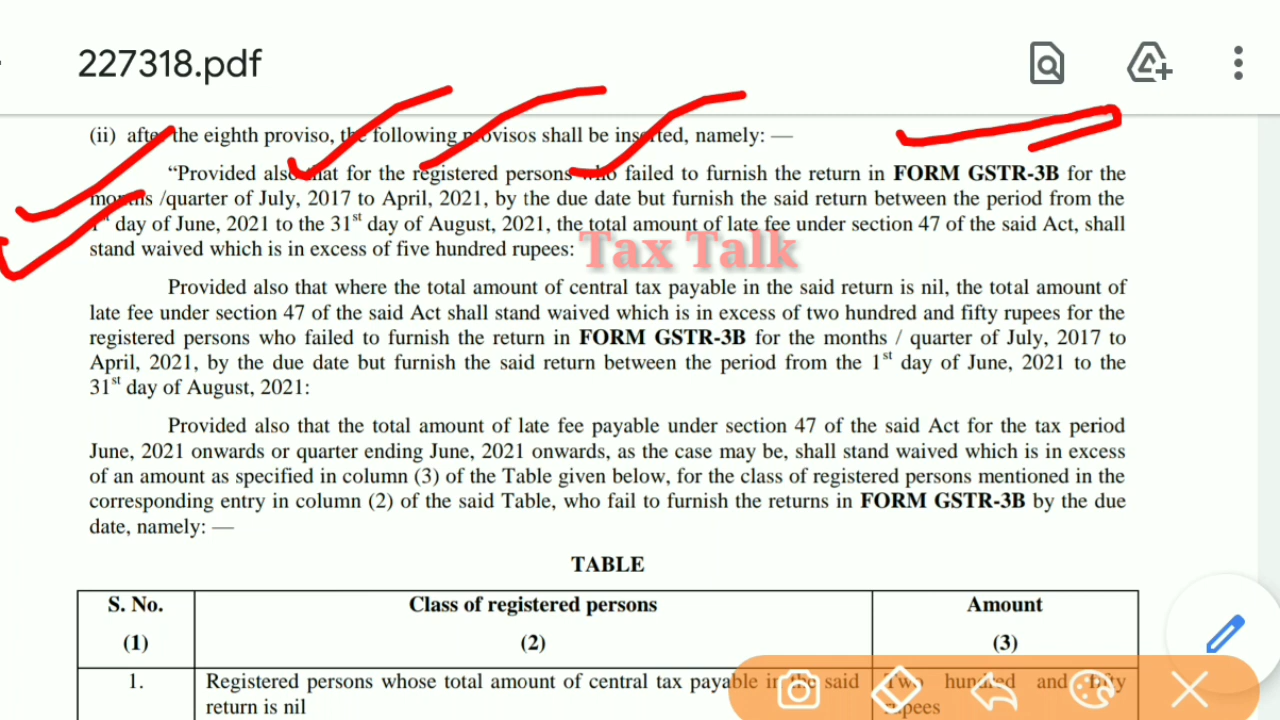 227318.pdf
(ii) after the eighth proviso, the following provisos shall be inserted, namely: —
“Provided also that for the registered persons who failed to furnish the return in FORM GSTR-3B for the
months /quarter of July, 2017 to April, 2021, by the due date but furnish the said return between the period from the
1st day of June, 2021 to the 31st day of August, 2021, the total amount of late fee under section 47 of the said Act, shall
stand waived which is in excess of five hundred rupees:
Tax Talk
Provided also that where the total amount of central tax payable in the said return is nil, the total amount of
late fee under section 47 of the said Act shall stand waived which is in excess of two hundred and fifty rupees for the
registered persons who failed to furnish the return in FORM GSTR-3B for the months / quarter of July, 2017 to
April, 2021, by the due date but furnish the said return between the period from the 1st day of June, 2021 to the
31st day of August, 2021:
Provided also that the total amount of late fee payable under section 47 of the said Act for the tax period
June, 2021 onwards or quarter ending June, 2021 onwards, as the case may be, shall stand waived which is in excess
of an amount as specified in column (3) of the Table given below, for the class of registered persons mentioned in the
corresponding entry in column (2) of the said Table, who fail to furnish the returns in FORM GSTR-3B by the due
date, namely: —
TABLE
S. No. Class of registered persons Amount
(1) (2) (3)
1. Registered persons whose total amount of central tax payable in the said Two hundred and fifty
return is nil rupees